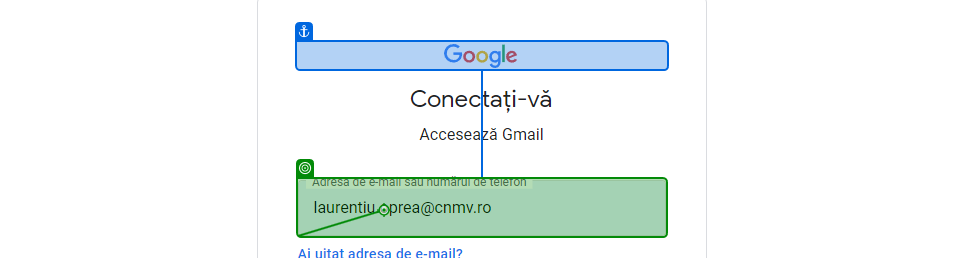 Google
Conectați-vă
Accesează Gmail
Adresa de e-mail sau numărul de telefon
laurentiu.oprea@cnmv.ro
Ai uitat adresa de e-mail?